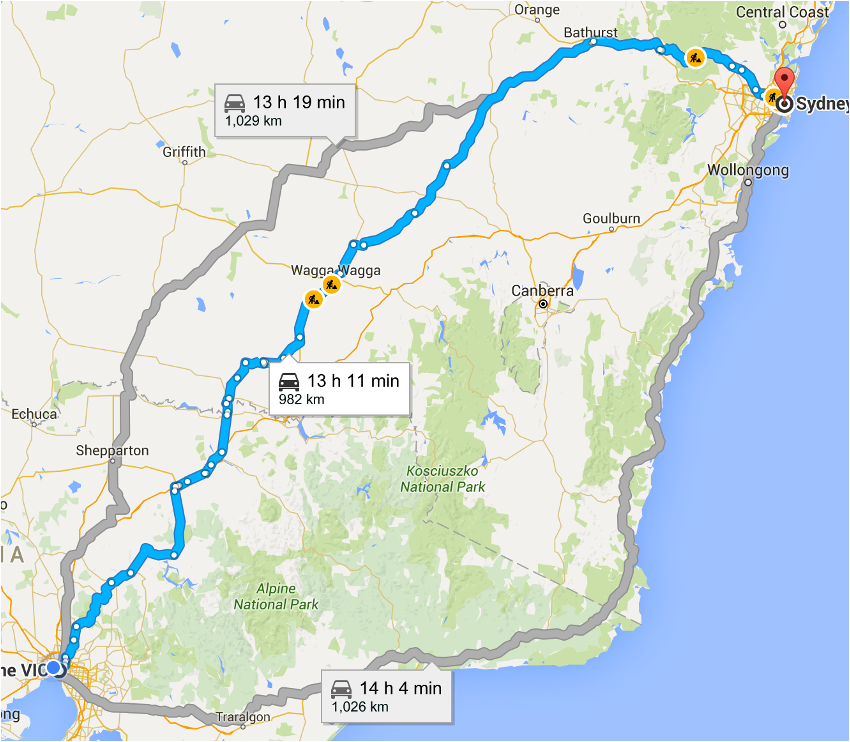 Orange
Central Coast
Bathurst
13 h 19 min
1,029 km
Sydney
Griffith
Wollongong
Goulburn
Wagga Wagga
Canberra
13 h 11 min
982 km
Echuca
Shepparton
Kosciuszko
National Park
o
I A
Alpine
National Park
ne VIC
14 h 4 min
1,026 km
ong
Traralgon